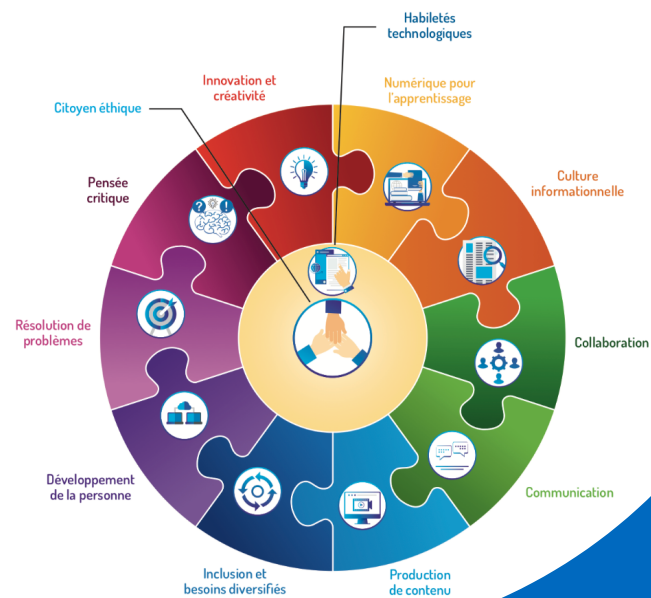 Habiletés
technologiques
Innovation et
créativité
Numérique pour
l'apprentissage
Citoyen éthique
Culture
informationnelle
Pensée
critique
Résolution de
problèmes
Collaboration
Développement
de la personne
Communication
Inclusion et
besoins diversifiés
Production
de contenu